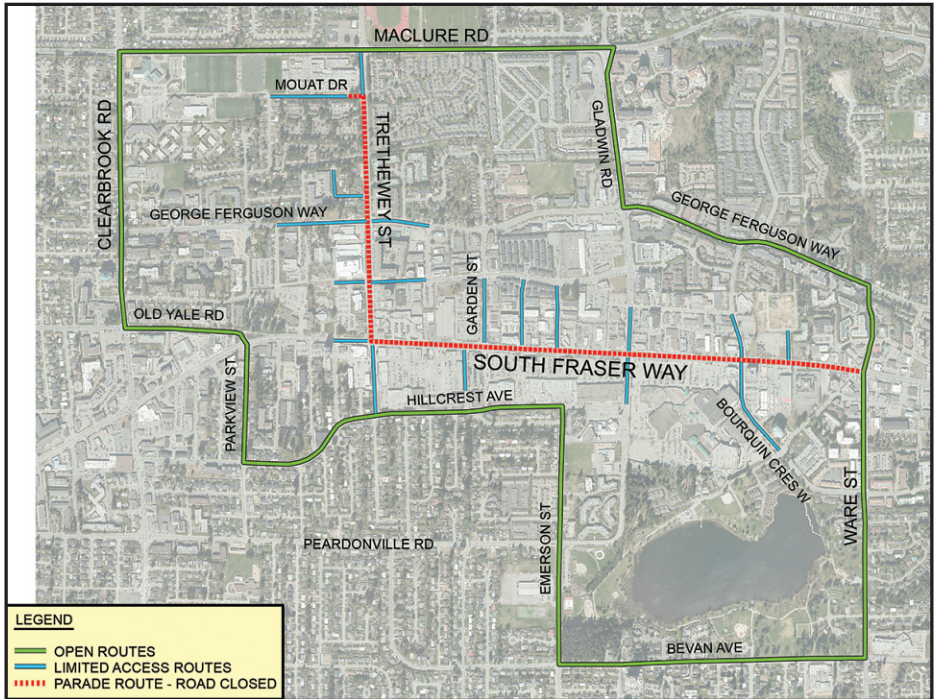 MACLURE RD
MOUAT DR
CLEARBROOK RD
TRETHEWEY ST
GLADWIN RD
GEORGE FERGUSON WAY
GEORGE FERGUSON WAY
OLD YALE RD
GARDEN ST
SOUTH FRASER WAY
PARKVIEW ST
HILLCREST AVE
BOURQUIN CRES W
WARE ST
EMERSON ST
PEARDONVILLE RD
BEVAN AVE
LEGEND
OPEN ROUTES
LIMITED ACCESS ROUTES
PARADE ROUTE - ROAD CLOSED